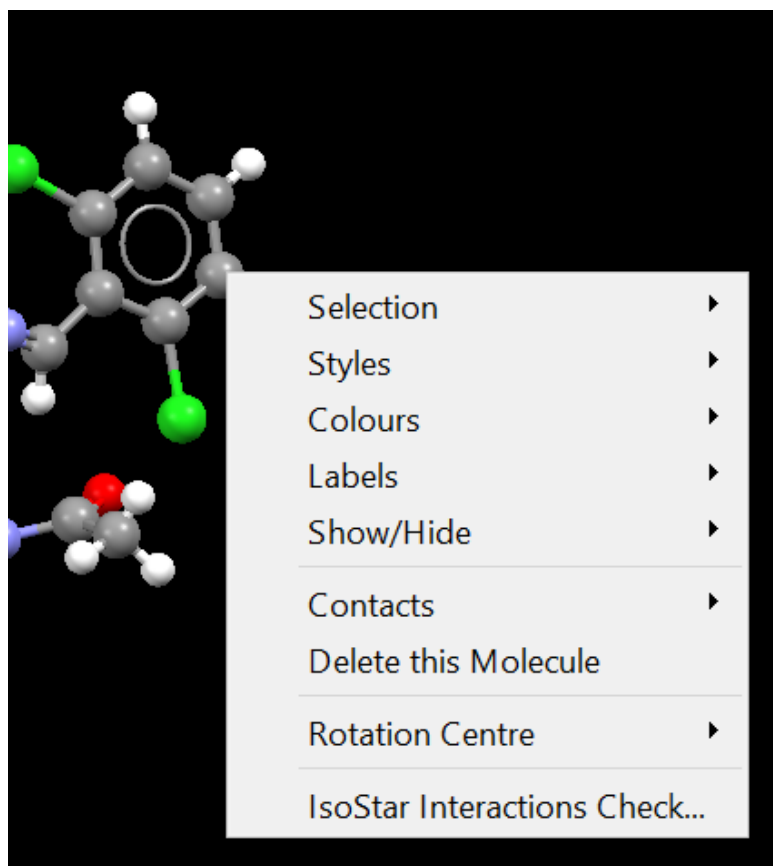 Selection
Styles
Colours
Labels
Show/Hide
Contacts
Delete this Molecule
Rotation Centre
IsoStar Interactions Check...